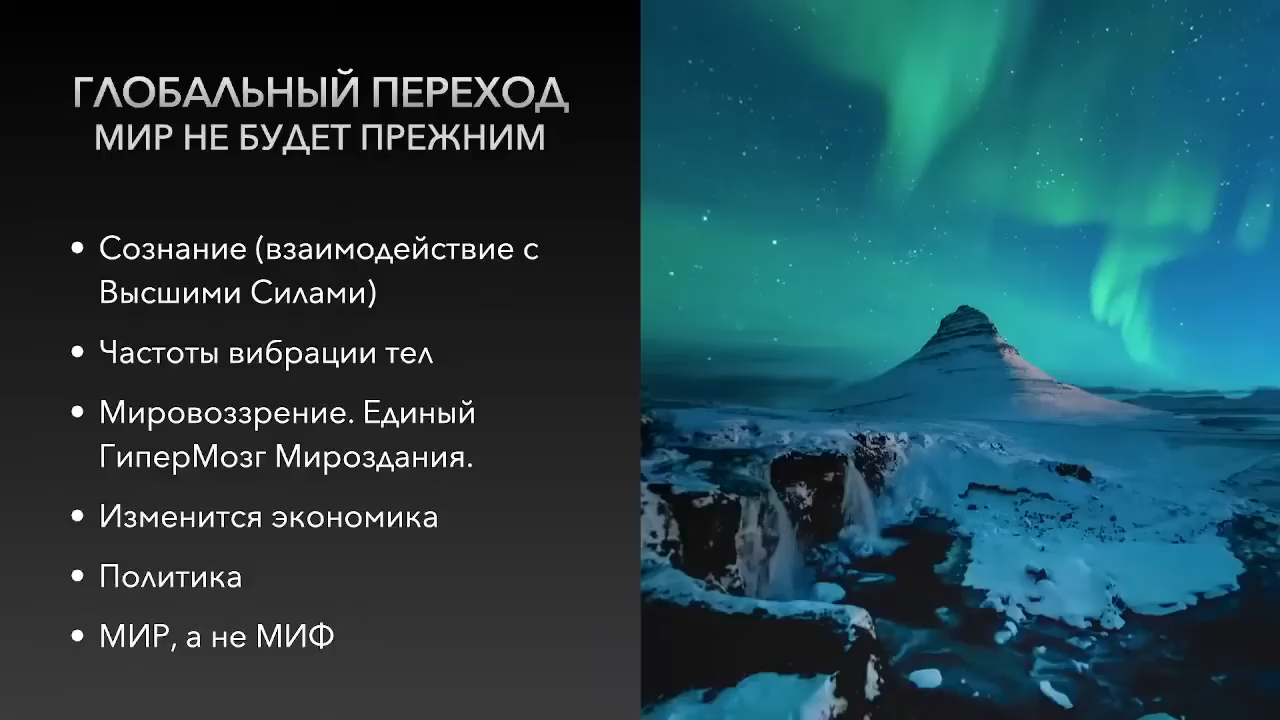 ГЛОБАЛЬНЫЙ ПЕРЕХОД
МИР НЕ БУДЕТ ПРЕЖНИМ
• Сознание (взаимодействие с
Высшими Силами)
• Частоты вибрации тел
• Мировоззрение. Единый
ГиперМозг Мироздания.
• Изменится экономика
• Политика
• МИР, а не МИФ